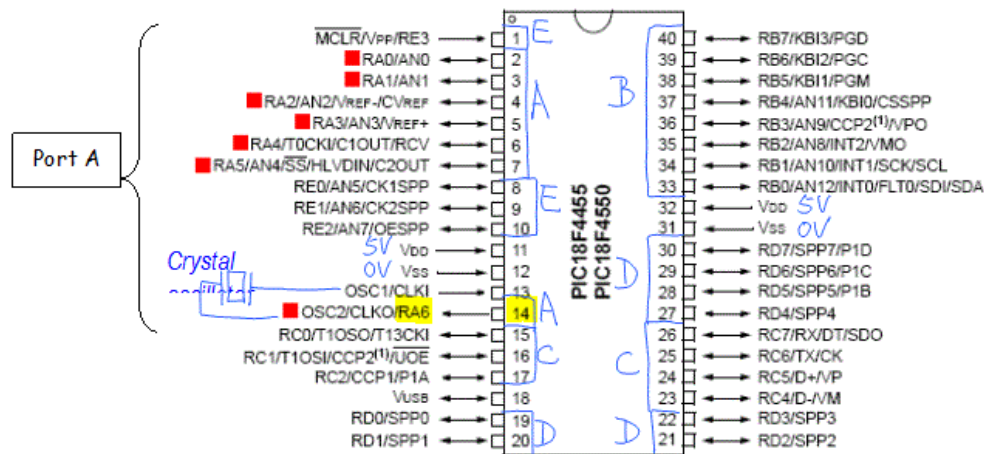 Port A
MCLR/VPP/RE3 1 E
RA0/AN0 2
RA1/AN1 3
RA2/AN2/VREF-/CVREF 4 A
RA3/AN3/VREF+ 5
RA4/T0CKI/C1OUT/RCV 6
RA5/AN4/SS/HLVDIN/C2OUT 7
RE0/AN5/CK1SPP 8
RE1/AN6/CK2SPP 9 E
RE2/AN7/OESPP 10
5V VDD 11
0V VSS 12
Crystal
OSC1/CLKI 13
OSC2/CLKO/RA6 14 A
RC0/T1OSO/T13CKI 15
RC1/T1OSI/CCP2(1)/UOE 16 C
RC2/CCP1/P1A 17
VUSB 18
RD0/SPP0 19
RD1/SPP1 20 D
PIC18F4455
PIC18F4550
40 RB7/KBI3/PGD
39 RB6/KBI2/PGC
B 38 RB5/KBI1/PGM
37 RB4/AN11/KBI0/CSSPP
36 RB3/AN9/CCP2(1)/VPO
35 RB2/AN8/INT2/VMO
34 RB1/AN10/INT1/SCK/SCL
33 RB0/AN12/INT0/FLT0/SDI/SDA
32 VDD 5V
31 VSS 0V
30 RD7/SPP7/P1D
D 29 RD6/SPP6/P1C
28 RD5/SPP5/P1B
27 RD4/SPP4
26 RC7/RX/DT/SDO
C 25 RC6/TX/CK
24 RC5/D+/VP
23 RC4/D-/VM
22 RD3/SPP3
D 21 RD2/SPP2